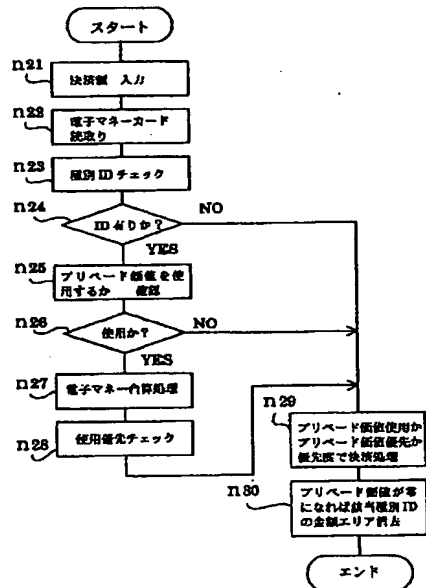 スタート
n21
決済額 入力
n22
電子マネーカード
読取り
n23
種別IDチェック
n24
ID有りか？
NO
YES
n25
プリペード価値を使
用するか 確認
n26
使用か？
NO
YES
n27
電子マネー内算処理
n28
使用優先チェック
n29
プリペード価値使用か
プリペード価値優先か
優先度で決済処理
n30
プリペード価値が零
になれば該当種別ID
の金額エリア消去
エンド